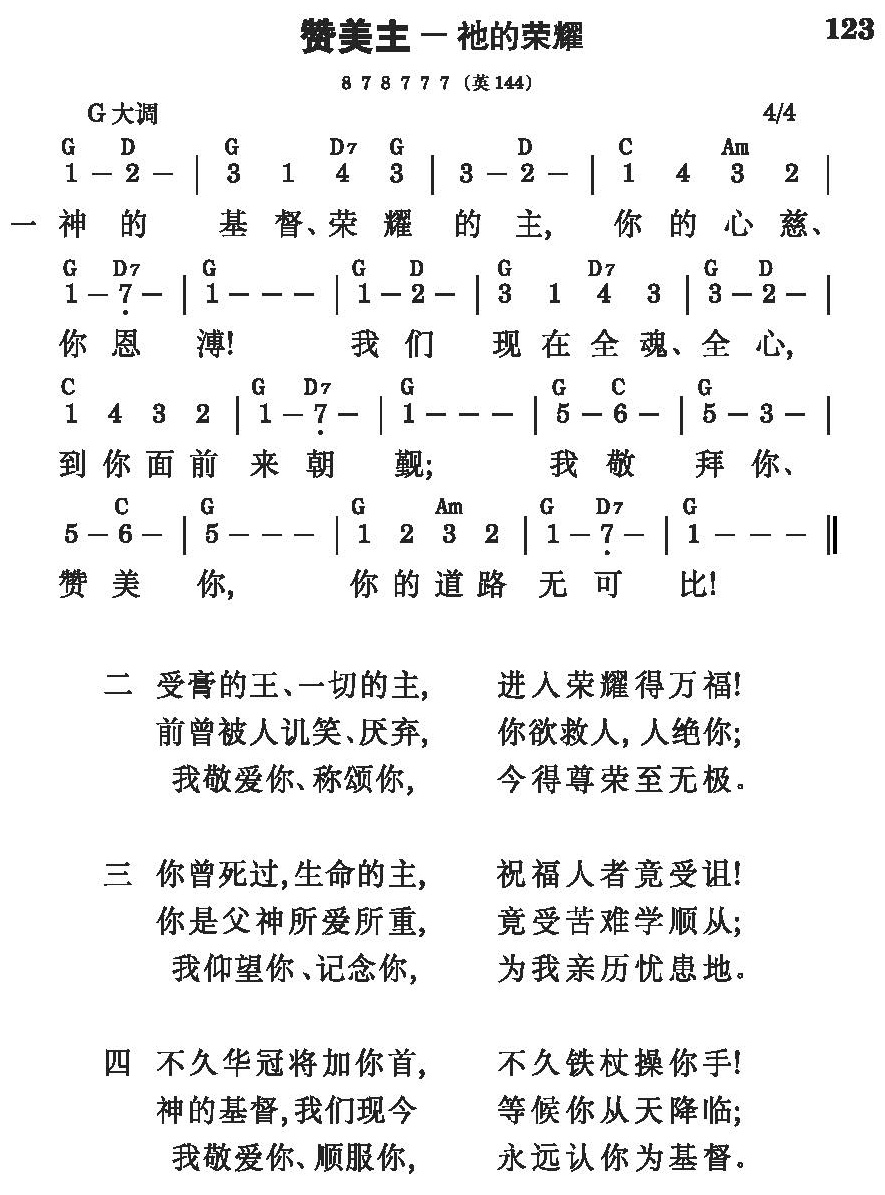 赞美主－祂的荣耀 123
8 7 8 7 7 7（英144）
G大调 4/4
G D G D7 G D C Am
1 － 2 － | 3 1 4 3 | 3 － 2 － | 1 4 3 2 |
一 神的 基督、荣耀的主, 你的心慈、
G D7 G G D G D7 G D
1 － 7̣ － | 1 － － － | 1 － 2 － | 3 1 4 3 | 3 － 2 － |
你恩溥! 我们现在全魂、全心,
C G D7 G G C G
1 4 3 2 | 1 － 7̣ － | 1 － － － | 5 － 6 － | 5 － 3 － |
到你面前来朝觐; 我敬拜你、
C G G Am G D7 G
5 － 6 － | 5 － － － | 1 2 3 2 | 1 － 7̣ － | 1 － － － ‖
赞美你, 你的道路无可比!
二 受膏的王、一切的主, 进入荣耀得万福!
前曾被人讥笑、厌弃, 你欲救人, 人绝你;
我敬爱你、称颂你, 今得尊荣至无极。
三 你曾死过,生命的主, 祝福人者竟受诅!
你是父神所爱所重, 竟受苦难学顺从;
我仰望你、记念你, 为我亲历忧患地。
四 不久华冠将加你首, 不久铁杖操你手!
神的基督,我们现今 等候你从天降临;
我敬爱你、顺服你, 永远认你为基督。